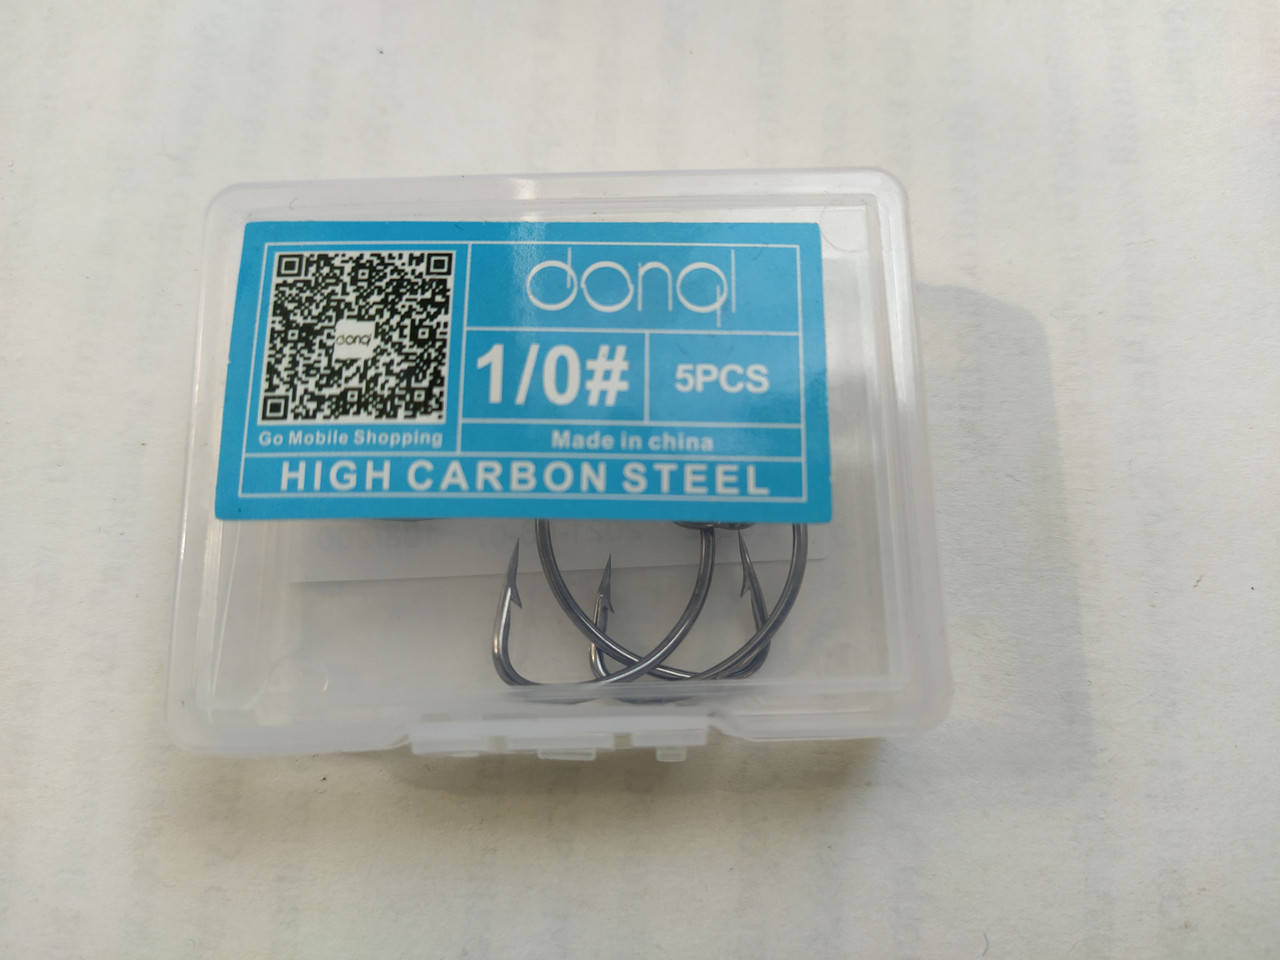 donql
donql
1/0#
5PCS
Go Mobile Shopping
Made in china
HIGH CARBON STEEL